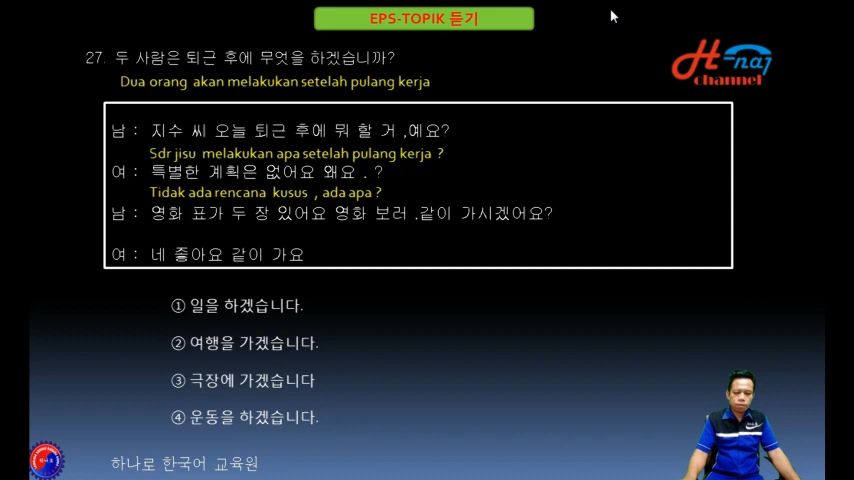 EPS-TOPIK 듣기
27. 두 사람은 퇴근 후에 무엇을 하겠습니까?
Dua orang akan melakukan setelah pulang kerja
H-naj
channel
남 : 지수 씨 오늘 퇴근 후에 뭐 할 거 ,예요?
Sdr jisu melakukan apa setelah pulang kerja ?
여 : 특별한 계획은 없어요 왜요 . ?
Tidak ada rencana kusus , ada apa ?
남 : 영화 표가 두 장 있어요 영화 보러 .같이 가시겠어요?
여 : 네 좋아요 같이 가요
① 일을 하겠습니다.
② 여행을 가겠습니다.
③ 극장에 가겠습니다
④ 운동을 하겠습니다.
하나로 한국어 교육원